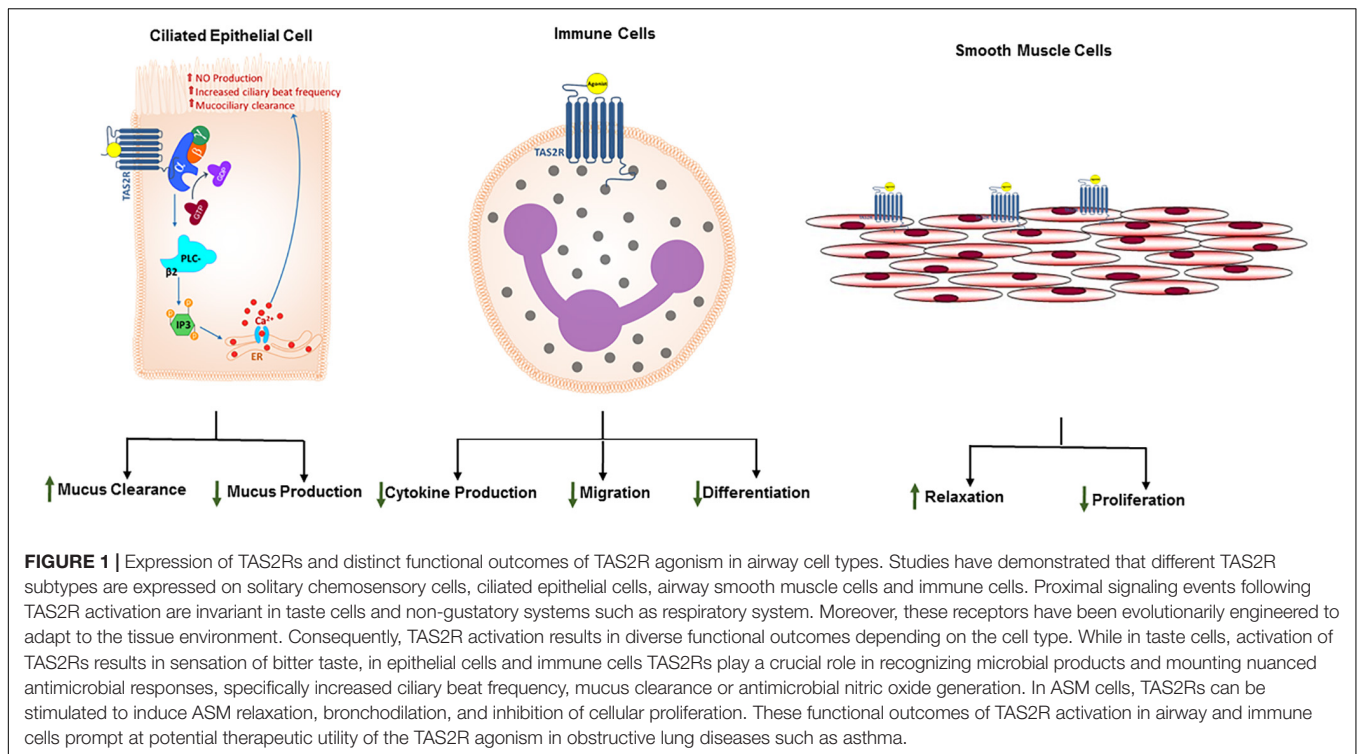 Ciliated Epithelial Cell
Immune Cells
Smooth Muscle Cells
⬆ NO Production
⬆ Increased ciliary beat frequency
⬆ Mucociliary clearance
TAS2R
α
β
γ
GDP
GTP
PLC-
β2
P
P
P
IP3
Ca²⁺
ER
Agonist
TAS2R
Agonist
Agonist
Agonist
↑ Mucus Clearance
↓ Mucus Production
↓ Cytokine Production
↓ Migration
↓ Differentiation
↑ Relaxation
↓ Proliferation
FIGURE 1 | Expression of TAS2Rs and distinct functional outcomes of TAS2R agonism in airway cell types. Studies have demonstrated that different TAS2R
subtypes are expressed on solitary chemosensory cells, ciliated epithelial cells, airway smooth muscle cells and immune cells. Proximal signaling events following
TAS2R activation are invariant in taste cells and non-gustatory systems such as respiratory system. Moreover, these receptors have been evolutionarily engineered to
adapt to the tissue environment. Consequently, TAS2R activation results in diverse functional outcomes depending on the cell type. While in taste cells, activation of
TAS2Rs results in sensation of bitter taste, in epithelial cells and immune cells TAS2Rs play a crucial role in recognizing microbial products and mounting nuanced
antimicrobial responses, specifically increased ciliary beat frequency, mucus clearance or antimicrobial nitric oxide generation. In ASM cells, TAS2Rs can be
stimulated to induce ASM relaxation, bronchodilation, and inhibition of cellular proliferation. These functional outcomes of TAS2R activation in airway and immune
cells prompt at potential therapeutic utility of the TAS2R agonism in obstructive lung diseases such as asthma.